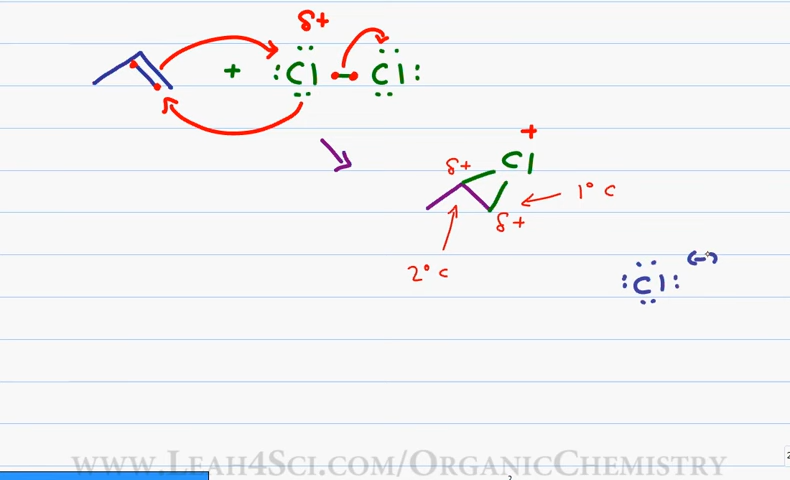 δ+
+ :Cl - Cl:
+
δ+ Cl
1° C
δ+
2° C
:Cl: (-)
www.Leah4Sci.com/OrganicChemistry